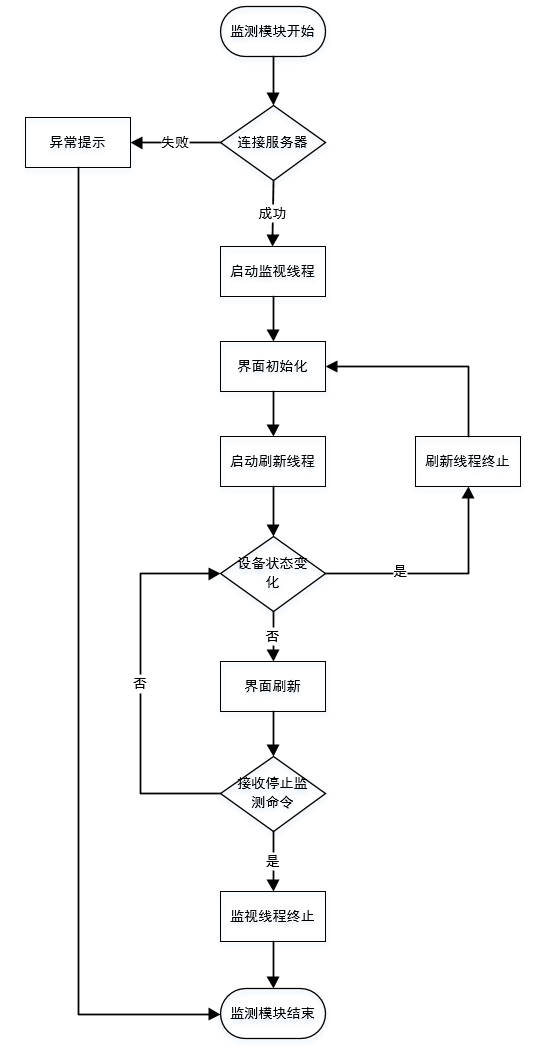 监测模块开始
连接服务器
失败
异常提示
成功
启动监视线程
界面初始化
启动刷新线程
刷新线程终止
设备状态变
化
是
否
界面刷新
否
接收停止监
测命令
是
监视线程终止
监测模块结束